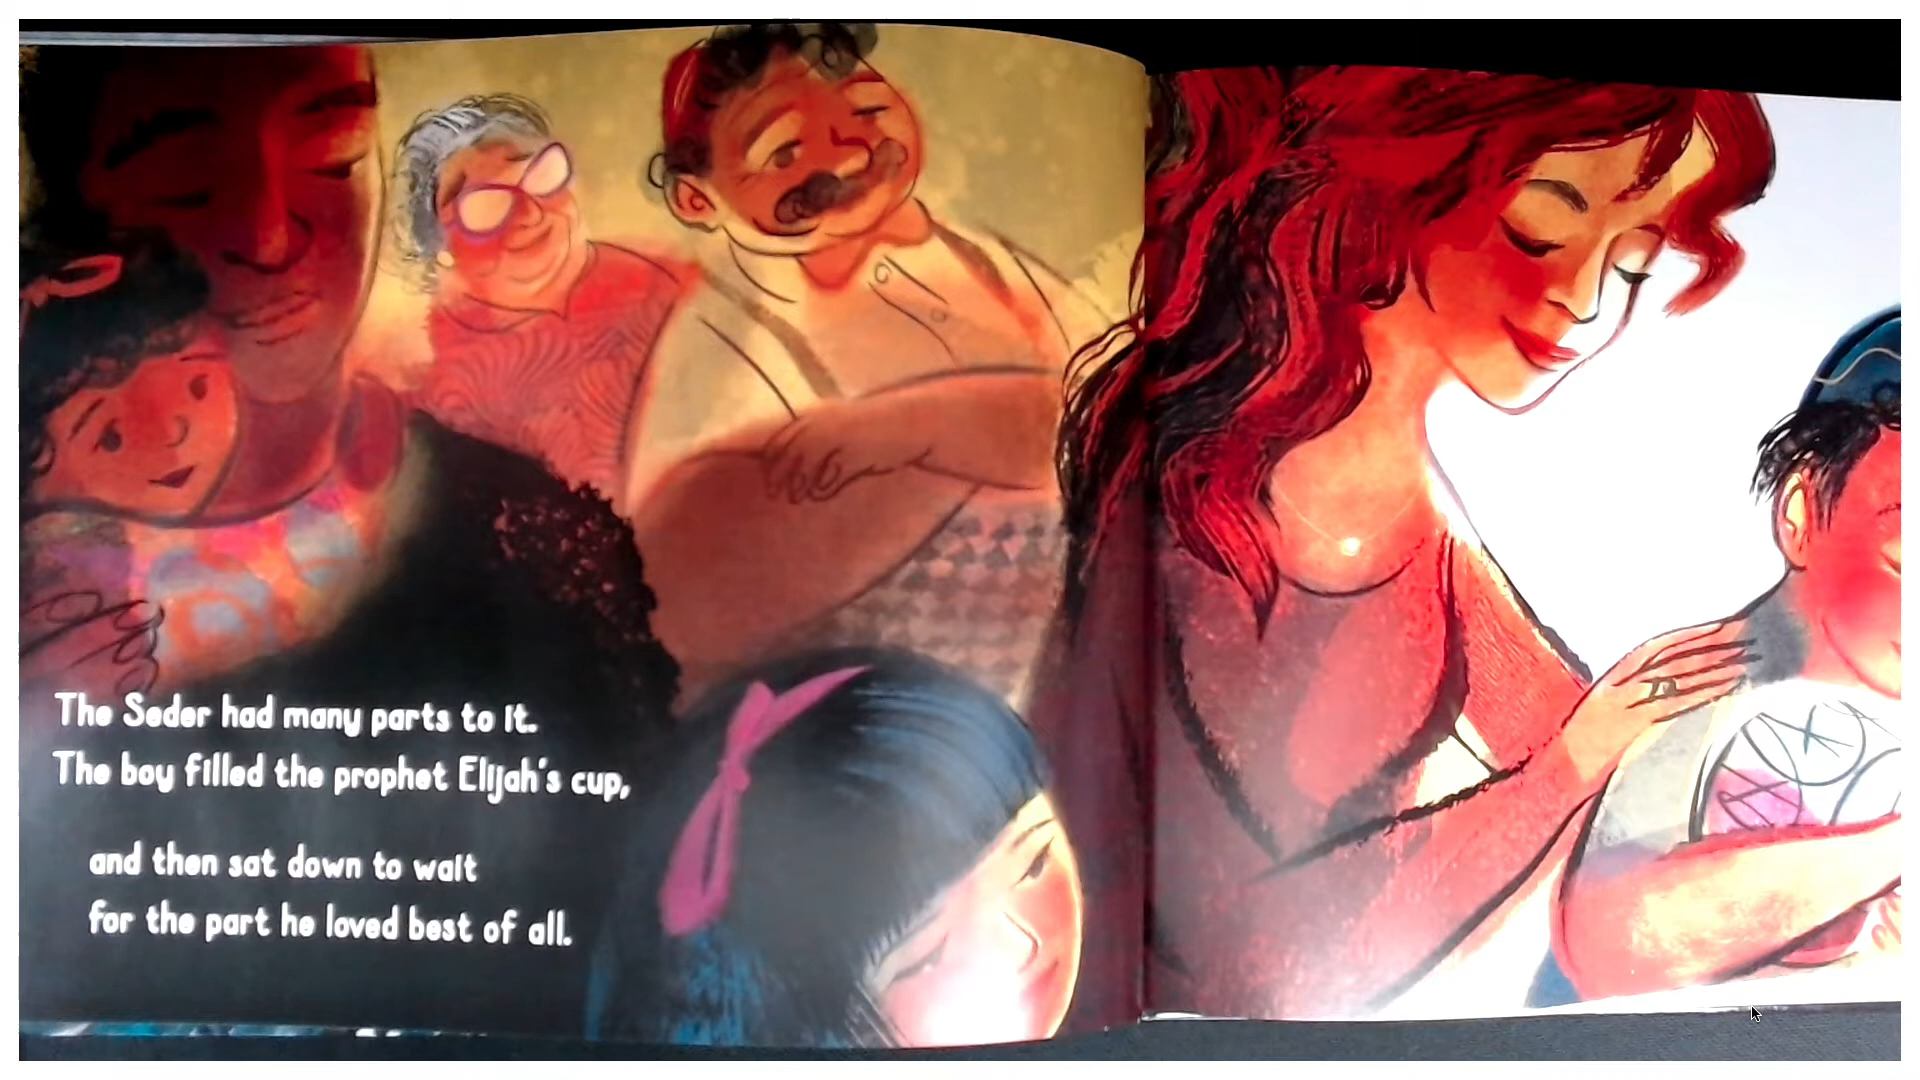 The Seder had many parts to it.
The boy filled the prophet Elijah's cup,
and then sat down to wait
for the part he loved best of all.